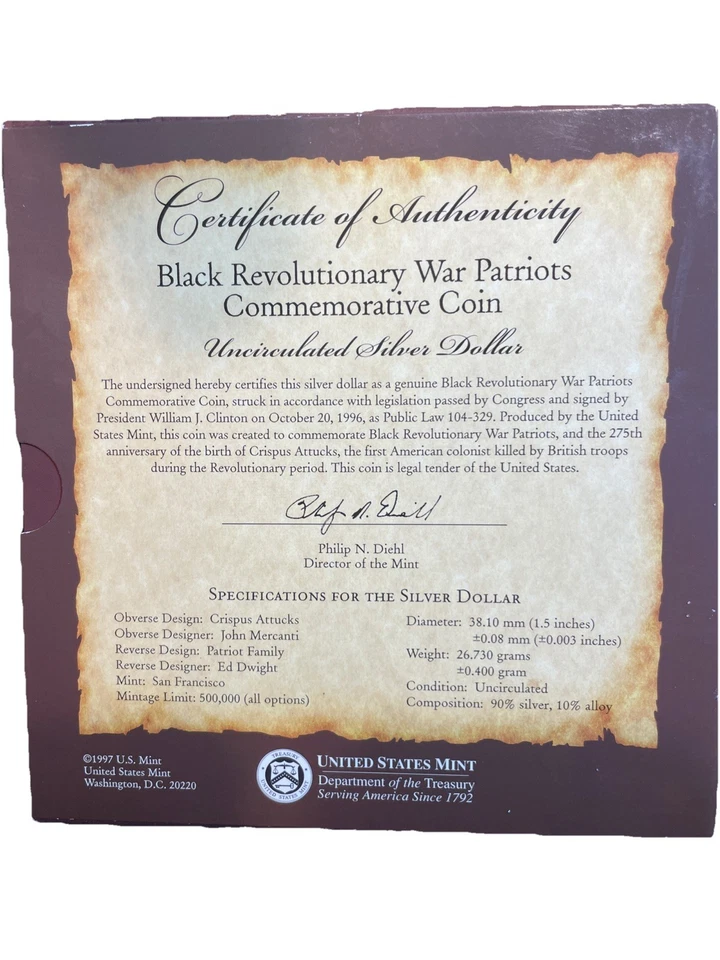 Certificate of Authenticity
Black Revolutionary War Patriots
Commemorative Coin
Uncirculated Silver Dollar
The undersigned hereby certifies this silver dollar as a genuine Black Revolutionary War Patriots
Commemorative Coin, struck in accordance with legislation passed by Congress and signed by
President William J. Clinton on October 20, 1996, as Public Law 104-329. Produced by the United
States Mint, this coin was created to commemorate Black Revolutionary War Patriots, and the 275th
anniversary of the birth of Crispus Attucks, the first American colonist killed by British troops
during the Revolutionary period. This coin is legal tender of the United States.
Philip N. Diehl
Philip N. Diehl
Director of the Mint
Specifications for the Silver Dollar
Obverse Design: Crispus Attucks
Obverse Designer: John Mercanti
Reverse Design: Patriot Family
Reverse Designer: Ed Dwight
Mint: San Francisco
Mintage Limit: 500,000 (all options)
Diameter: 38.10 mm (1.5 inches)
±0.08 mm (±0.003 inches)
Weight: 26.730 grams
±0.400 gram
Condition: Uncirculated
Composition: 90% silver, 10% alloy
©1997 U.S. Mint
United States Mint
Washington, D.C. 20220
TREASURY
UNITED STATES MINT
United States Mint
Department of the Treasury
Serving America Since 1792